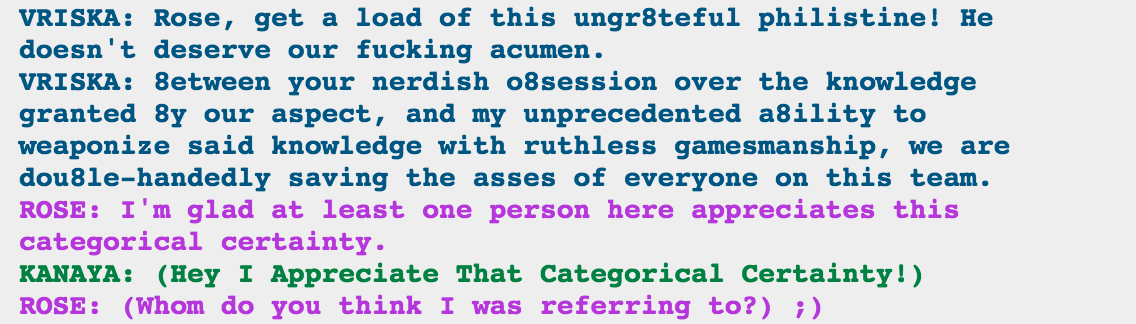 VRISKA: Rose, get a load of this ungr8teful philistine! He
doesn't deserve our fucking acumen.
VRISKA: 8etween your nerdish o8session over the knowledge
granted 8y our aspect, and my unprecedented a8ility to
weaponize said knowledge with ruthless gamesmanship, we are
dou8le-handedly saving the asses of everyone on this team.
ROSE: I'm glad at least one person here appreciates this
categorical certainty.
KANAYA: (Hey I Appreciate That Categorical Certainty!)
ROSE: (Whom do you think I was referring to?) ;)